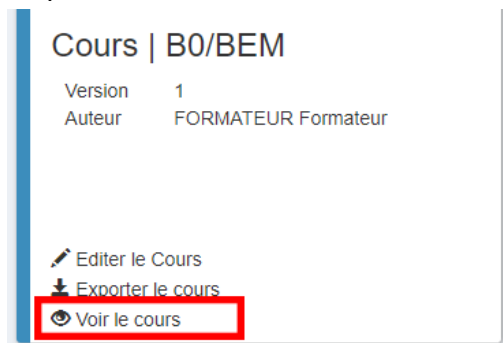 Cours | B0/BEM
Version 1
Auteur FORMATEUR Formateur
Editer le Cours
Exporter le cours
Voir le cours